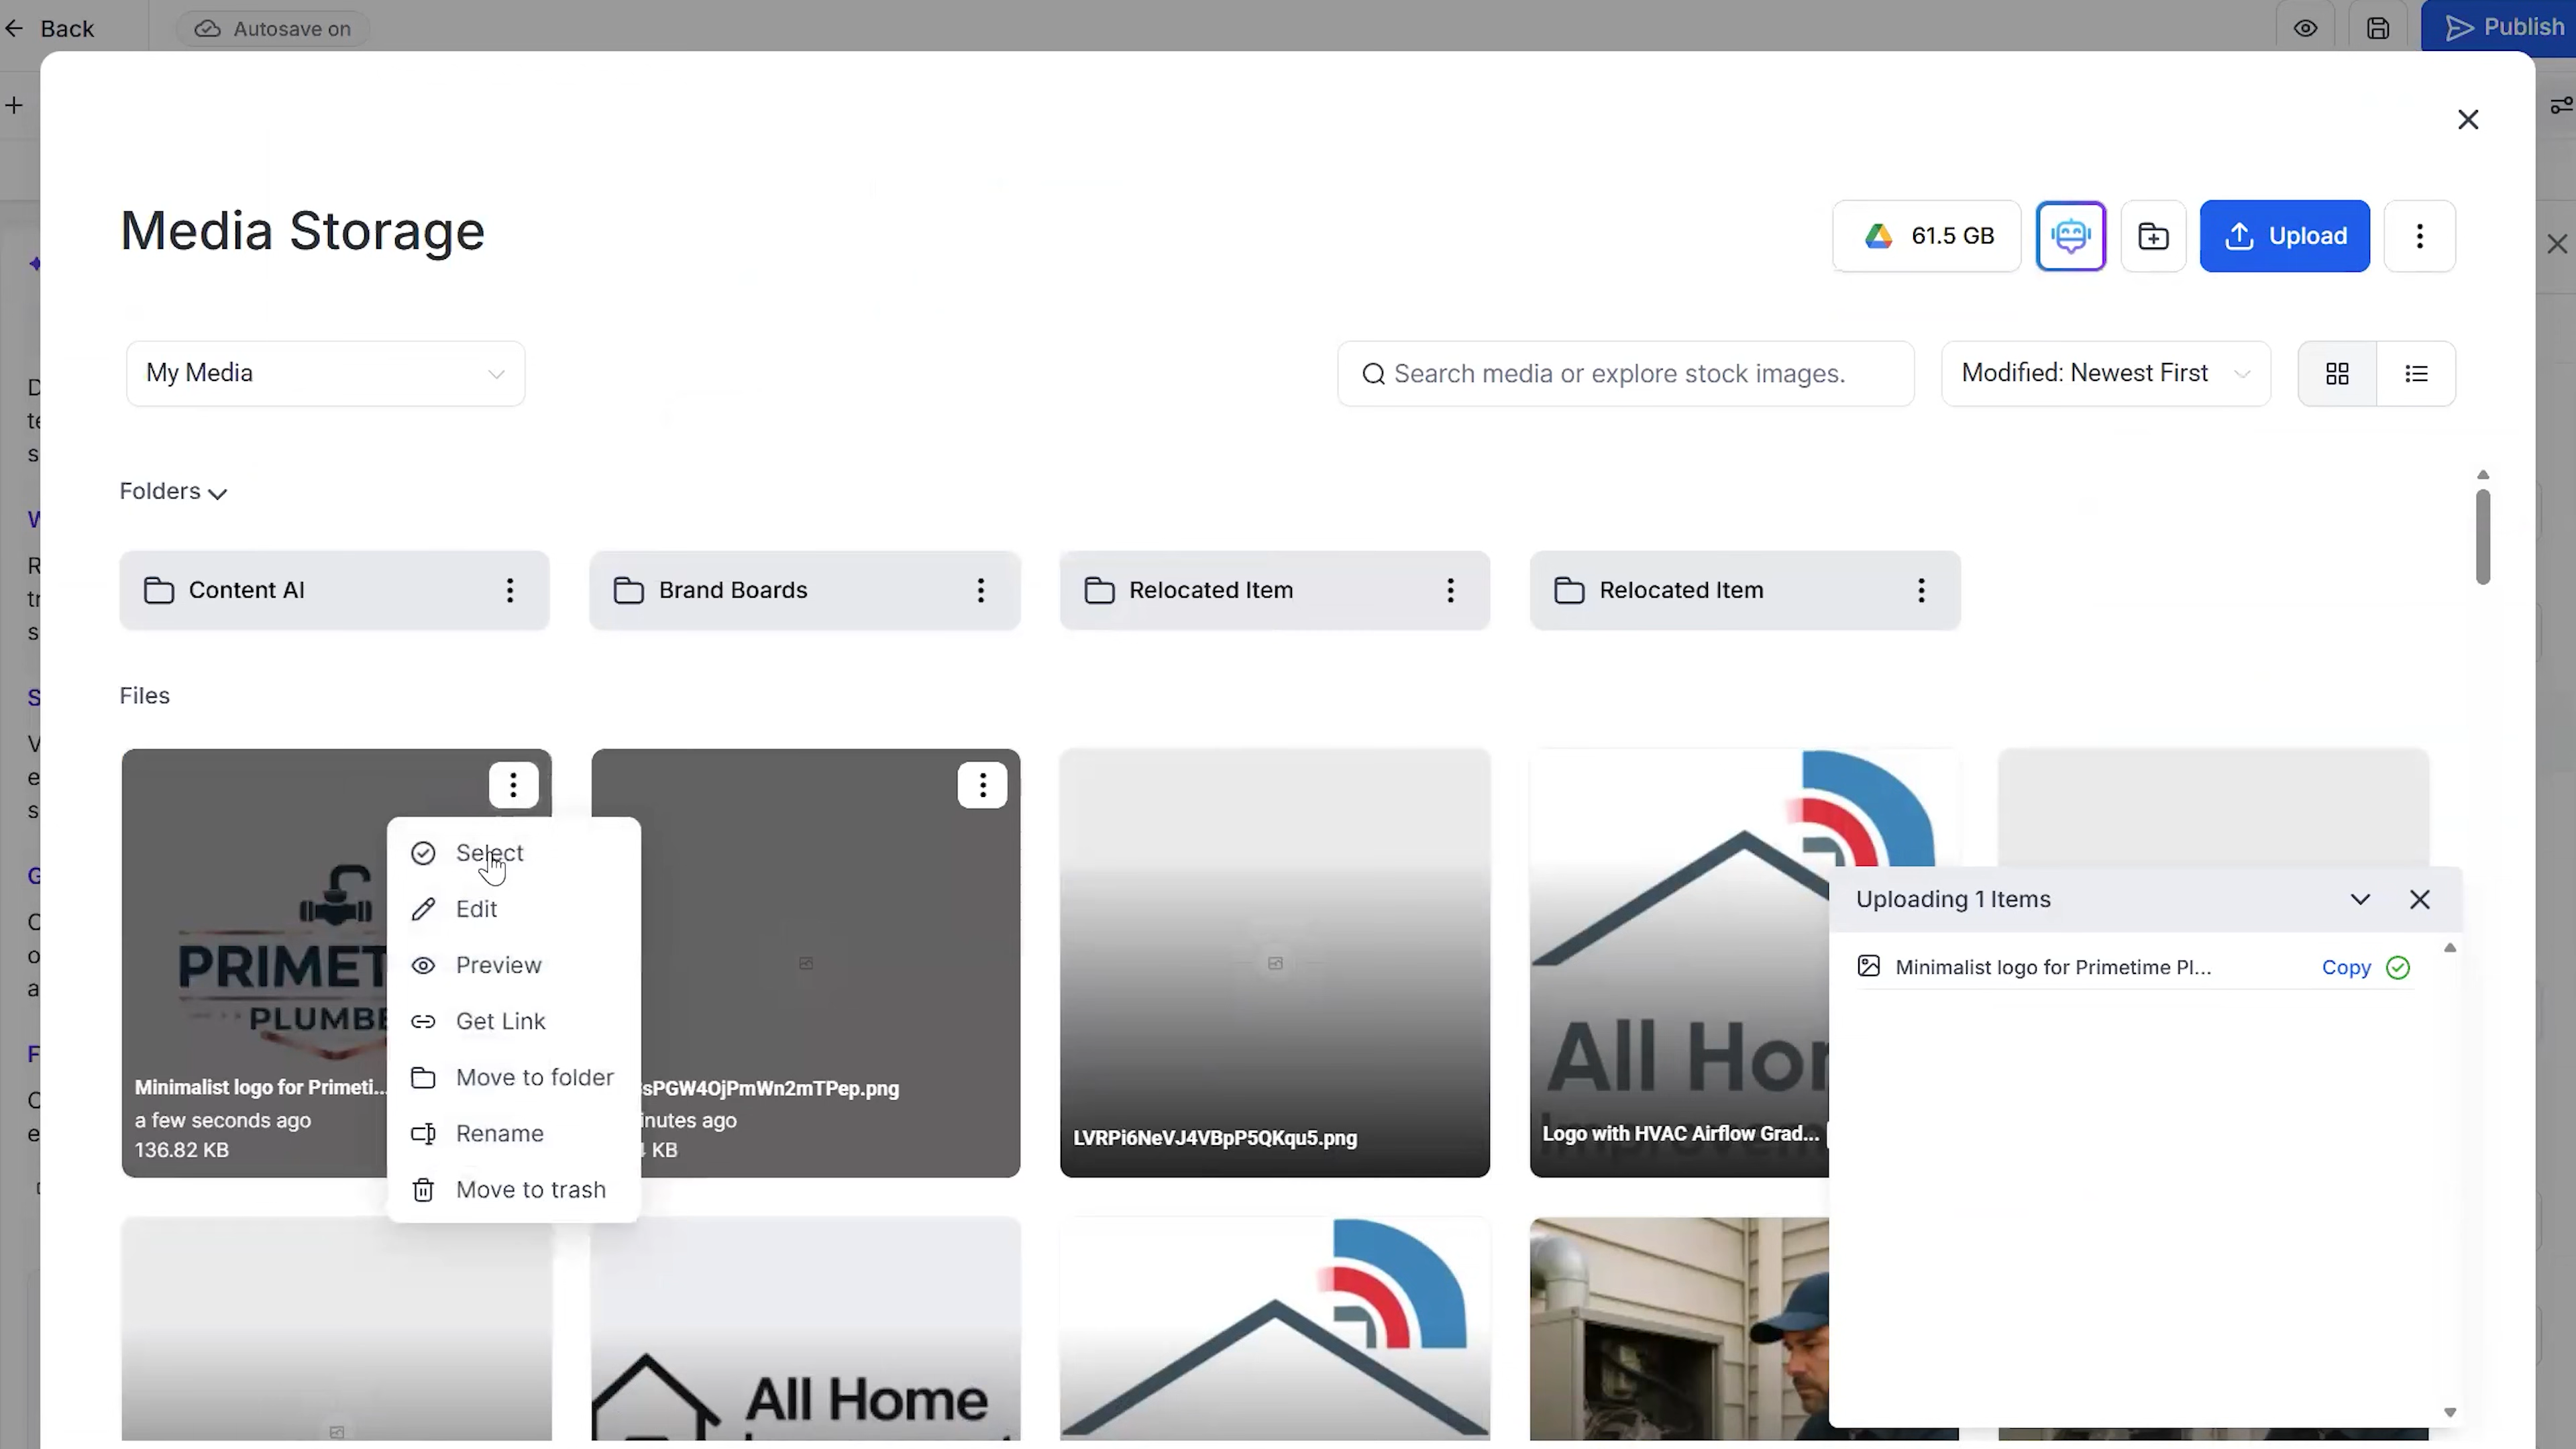 Back
Autosave on
Publish
Media Storage
61.5 GB
Upload
My Media
Search media or explore stock images.
Modified: Newest First
Folders
Content AI
Brand Boards
Relocated Item
Relocated Item
Files
PRIMET
PLUMBE
Minimalist logo for Primeti...
a few seconds ago
136.82 KB
Select
Edit
Preview
Get Link
Move to folder
Rename
Move to trash
sPGW4OjPmWn2mTPep.png
inutes ago
KB
LVRPi6NeVJ4VBpP5QKqu5.png
All Hor
Logo with HVAC Airflow Grad...
Uploading 1 Items
Minimalist logo for Primetime Pl...
Copy
All Home